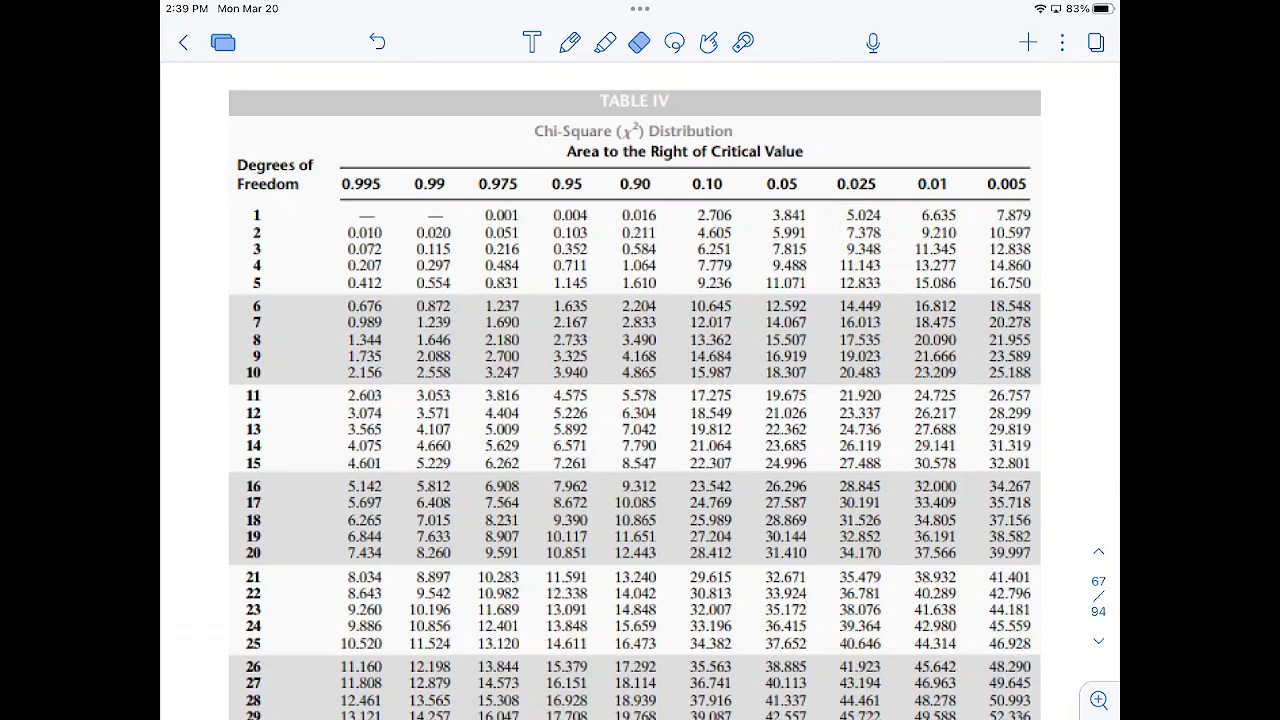 2:39 PM Mon Mar 20 83%
TABLE IV
Chi-Square (χ²) Distribution
Area to the Right of Critical Value
Degrees of
Freedom 0.995 0.99 0.975 0.95 0.90 0.10 0.05 0.025 0.01 0.005
1 — — 0.001 0.004 0.016 2.706 3.841 5.024 6.635 7.879
2 0.010 0.020 0.051 0.103 0.211 4.605 5.991 7.378 9.210 10.597
3 0.072 0.115 0.216 0.352 0.584 6.251 7.815 9.348 11.345 12.838
4 0.207 0.297 0.484 0.711 1.064 7.779 9.488 11.143 13.277 14.860
5 0.412 0.554 0.831 1.145 1.610 9.236 11.071 12.833 15.086 16.750
6 0.676 0.872 1.237 1.635 2.204 10.645 12.592 14.449 16.812 18.548
7 0.989 1.239 1.690 2.167 2.833 12.017 14.067 16.013 18.475 20.278
8 1.344 1.646 2.180 2.733 3.490 13.362 15.507 17.535 20.090 21.955
9 1.735 2.088 2.700 3.325 4.168 14.684 16.919 19.023 21.666 23.589
10 2.156 2.558 3.247 3.940 4.865 15.987 18.307 20.483 23.209 25.188
11 2.603 3.053 3.816 4.575 5.578 17.275 19.675 21.920 24.725 26.757
12 3.074 3.571 4.404 5.226 6.304 18.549 21.026 23.337 26.217 28.299
13 3.565 4.107 5.009 5.892 7.042 19.812 22.362 24.736 27.688 29.819
14 4.075 4.660 5.629 6.571 7.790 21.064 23.685 26.119 29.141 31.319
15 4.601 5.229 6.262 7.261 8.547 22.307 24.996 27.488 30.578 32.801
16 5.142 5.812 6.908 7.962 9.312 23.542 26.296 28.845 32.000 34.267
17 5.697 6.408 7.564 8.672 10.085 24.769 27.587 30.191 33.409 35.718
18 6.265 7.015 8.231 9.390 10.865 25.989 28.869 31.526 34.805 37.156
19 6.844 7.633 8.907 10.117 11.651 27.204 30.144 32.852 36.191 38.582
20 7.434 8.260 9.591 10.851 12.443 28.412 31.410 34.170 37.566 39.997
21 8.034 8.897 10.283 11.591 13.240 29.615 32.671 35.479 38.932 41.401
22 8.643 9.542 10.982 12.338 14.042 30.813 33.924 36.781 40.289 42.796
23 9.260 10.196 11.689 13.091 14.848 32.007 35.172 38.076 41.638 44.181
24 9.886 10.856 12.401 13.848 15.659 33.196 36.415 39.364 42.980 45.559
25 10.520 11.524 13.120 14.611 16.473 34.382 37.652 40.646 44.314 46.928
26 11.160 12.198 13.844 15.379 17.292 35.563 38.885 41.923 45.642 48.290
27 11.808 12.879 14.573 16.151 18.114 36.741 40.113 43.194 46.963 49.645
28 12.461 13.565 15.308 16.928 18.939 37.916 41.337 44.461 48.278 50.993
29 13.121 14.257 16.047 17.708 19.768 39.087 42.557 45.722 49.588 52.336
67
/
94